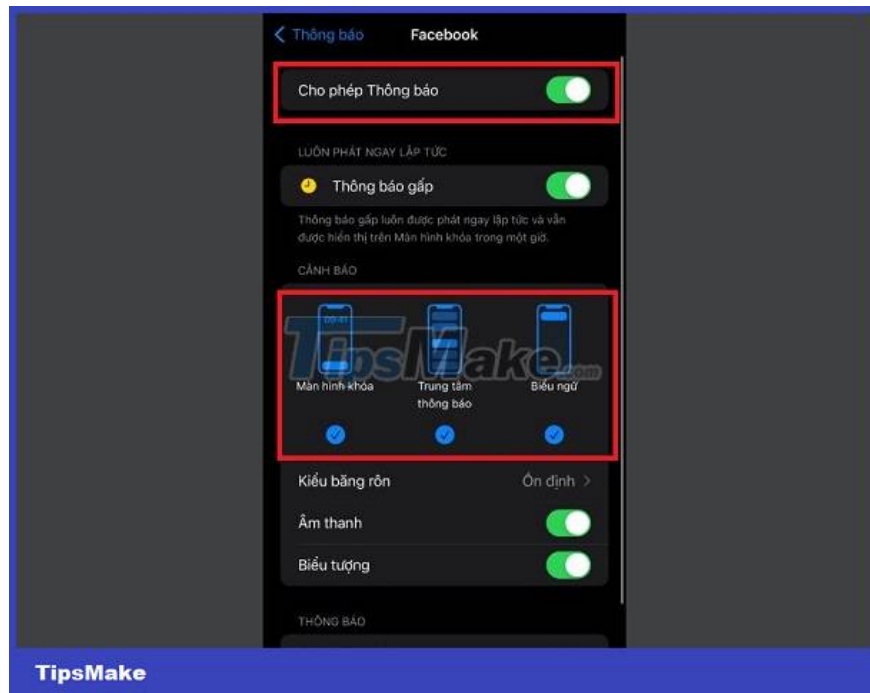 Thông báo
Facebook
Cho phép Thông báo
LUÔN PHÁT NGAY LẬP TỨC
Thông báo gấp
Thông báo gấp luôn được phát ngay lập tức và vẫn
được hiển thị trên Màn hình khóa trong một giờ.
CẢNH BÁO
09:41
TipsMake.com
Màn hình khóa
Trung tâm
thông báo
Biểu ngữ
Kiểu băng rôn
Ổn định
Âm thanh
Biểu tượng
THÔNG BÁO
TipsMake